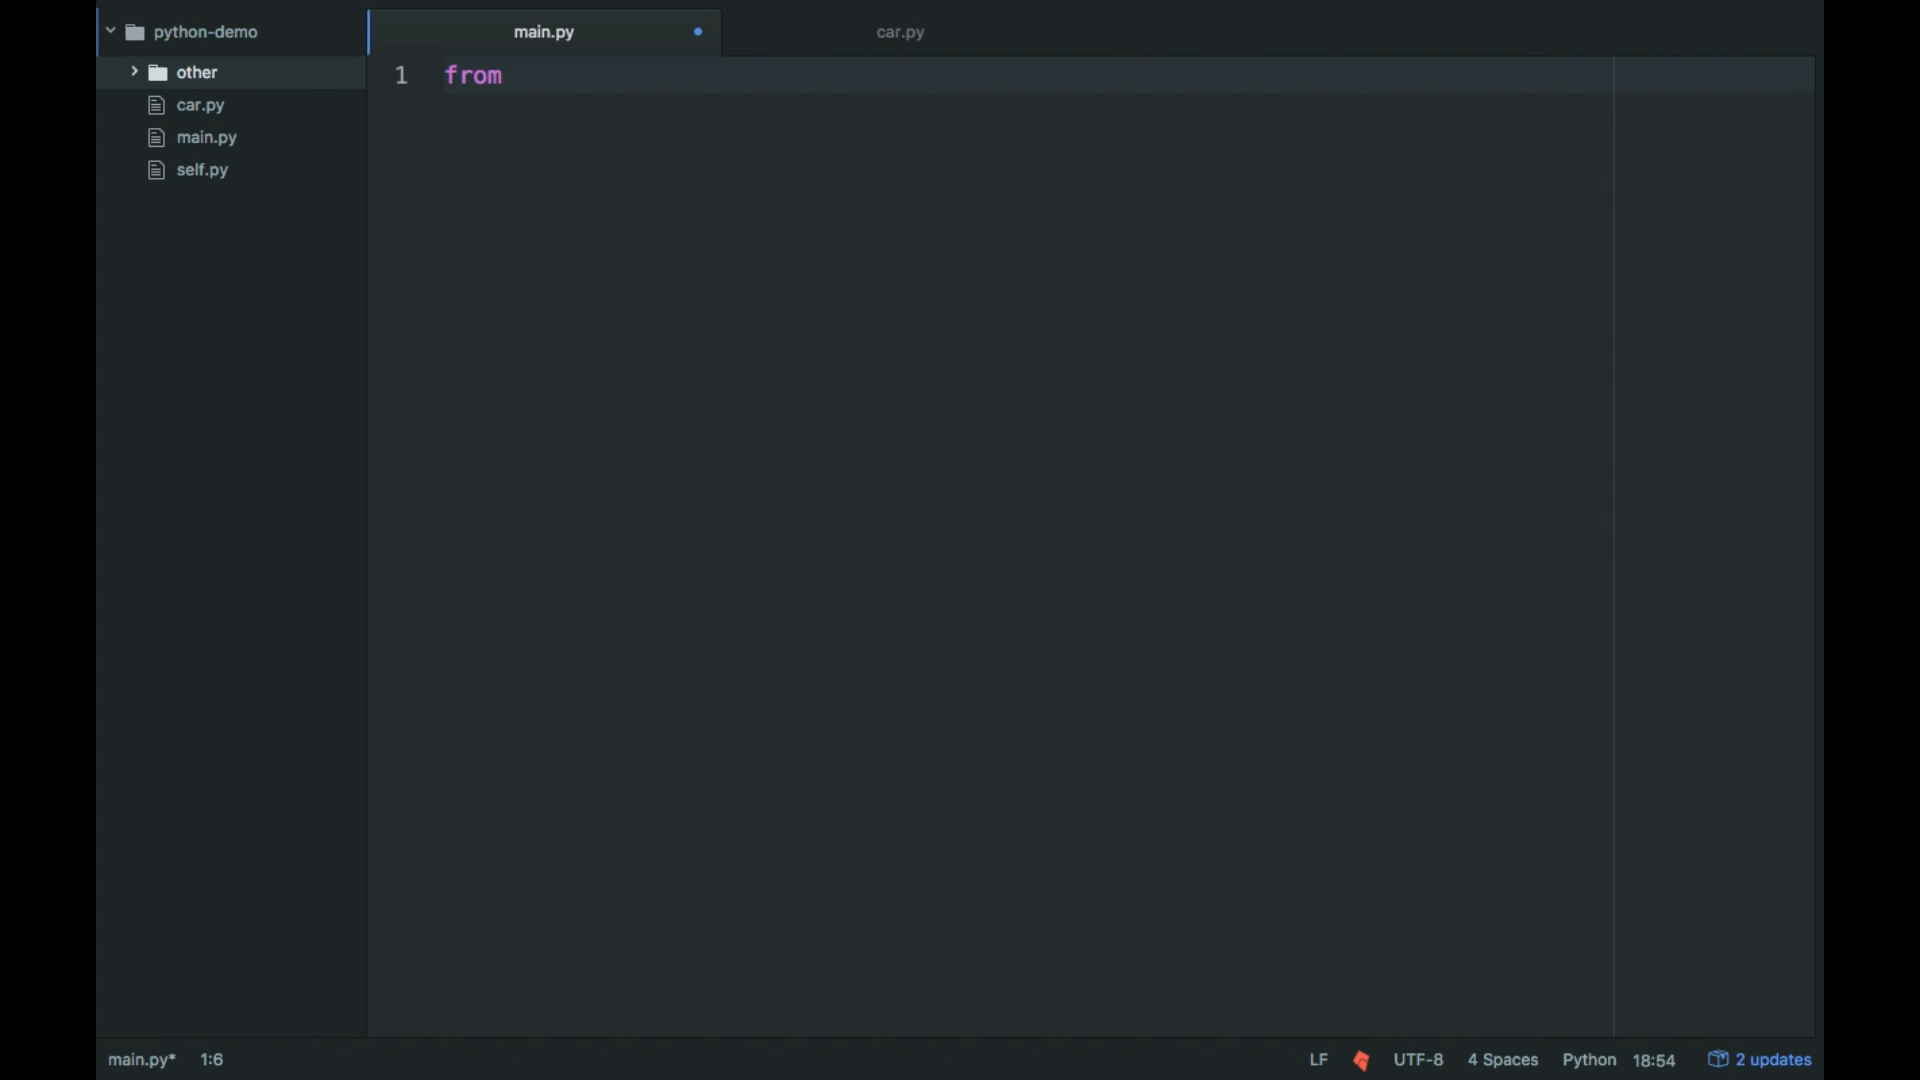 python-demo
other
car.py
main.py
self.py
main.py
car.py
1 from
main.py* 1:6
LF UTF-8 4 Spaces Python 18:54 2 updates